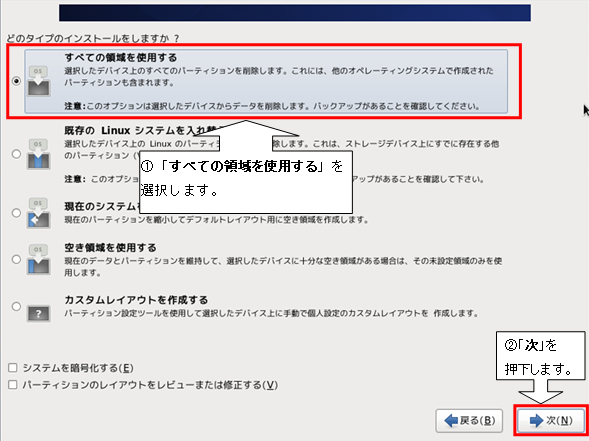 どのタイプのインストールをしますか ？
すべての領域を使用する
選択したデバイス上のすべてのパーティションを削除します。これには、他のオペレーティングシステムで作成された
パーティションも含まれます。
注意：このオプションは選択したデバイスからデータを削除します。バックアップがあることを確認してください。
既存の Linux システムを入れ替
選択したデバイス上の Linux のパーティ
除します。これは、ストレージデバイス上にすでに存在する他
のパーティション
注意： このオプショ
アップがあることを確認して下さい。
①「すべての領域を使用する」を
選択します。
現在のシステムを
現在のパーティションを縮小してデフォルトレイアウト用に空き領域を作成します。
空き領域を使用する
現在のデータとパーティションを維持して、選択したデバイスに十分な空き領域がある場合は、その未設定領域のみを使
用します。
カスタムレイアウトを作成する
パーティション設定ツールを使用して選択したデバイス上に手動で個人設定のカスタムレイアウトを 作成します。
②「次」を
押下します。
システムを暗号化する(E)
パーティションのレイアウトをレビューまたは修正する(V)
戻る(B)
次(N)
OS
OS
OS
OS
?